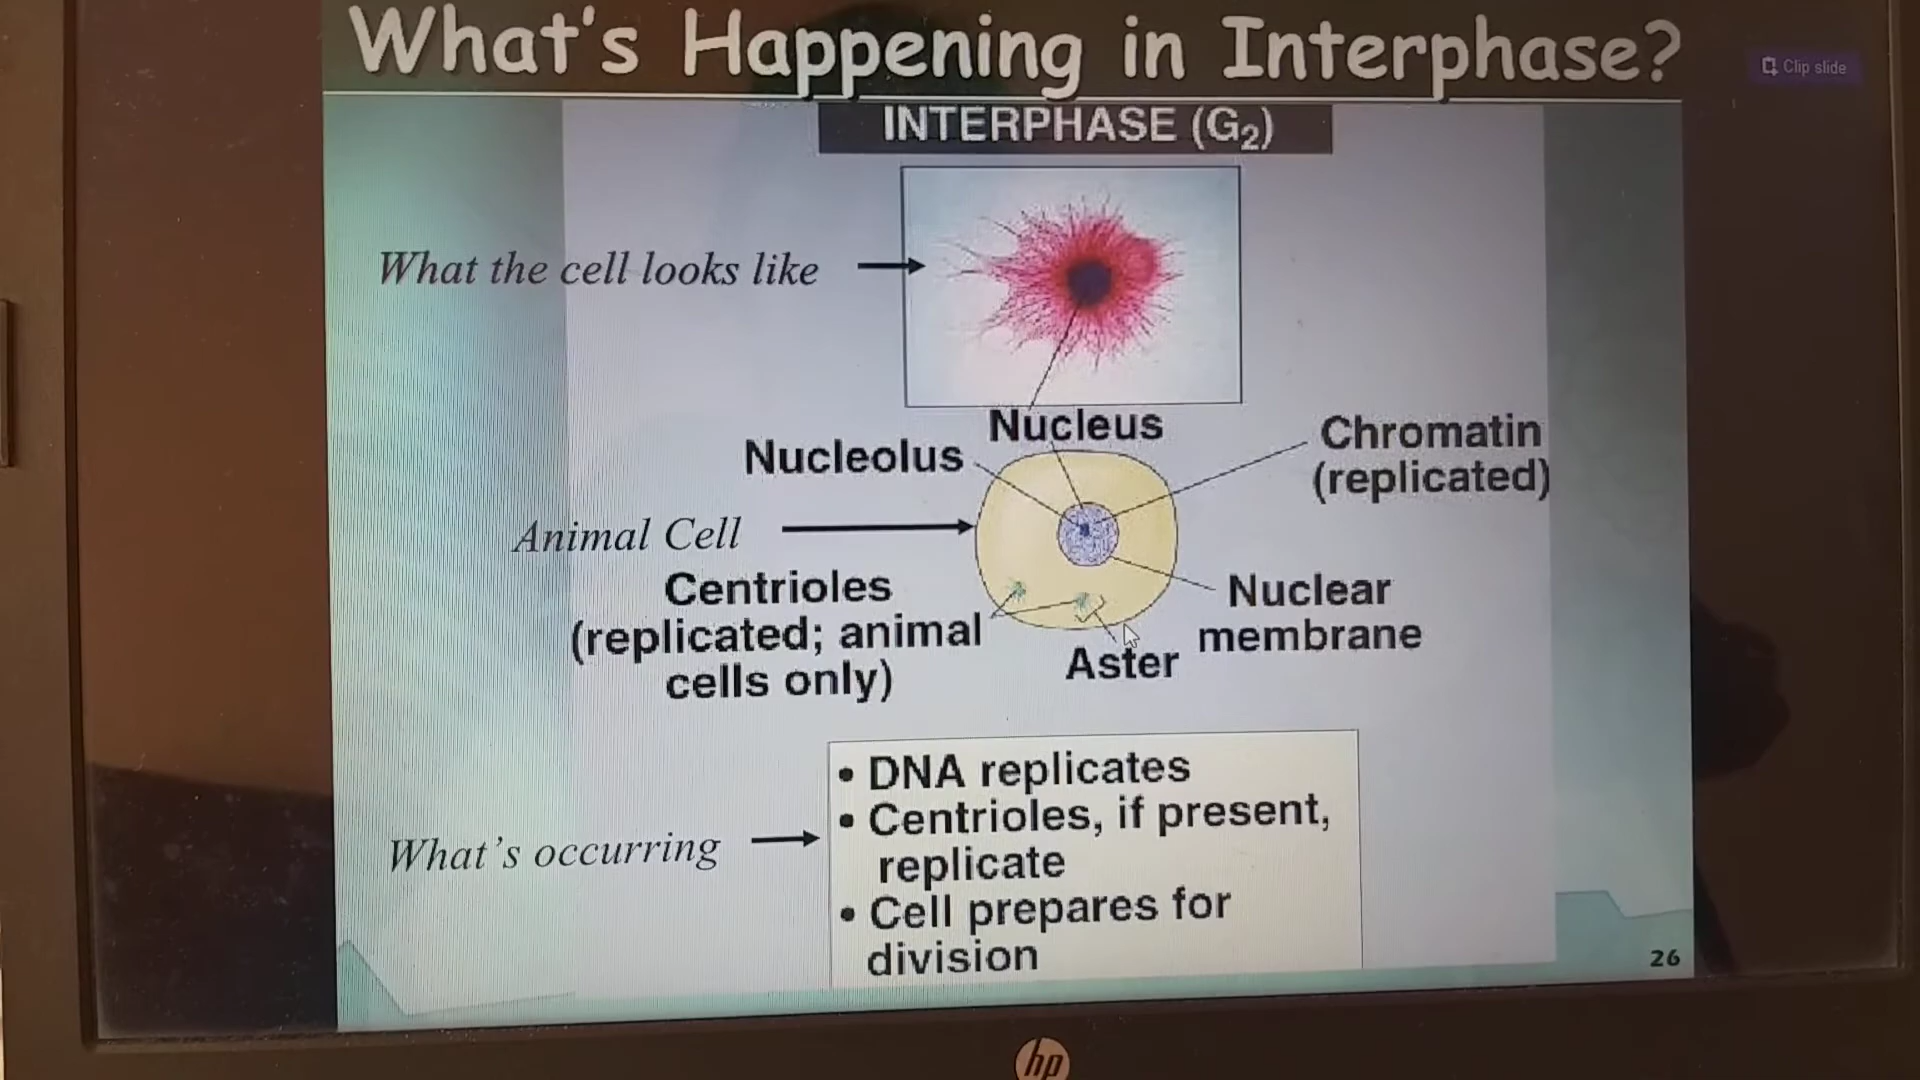 What's Happening in Interphase?
Clip slide
INTERPHASE (G₂)
What the cell looks like
Nucleus
Nucleolus
Chromatin
(replicated)
Animal Cell
Centrioles
(replicated; animal
cells only)
Nuclear
membrane
Aster
What's occurring
• DNA replicates
• Centrioles, if present,
replicate
• Cell prepares for
division
26
hp